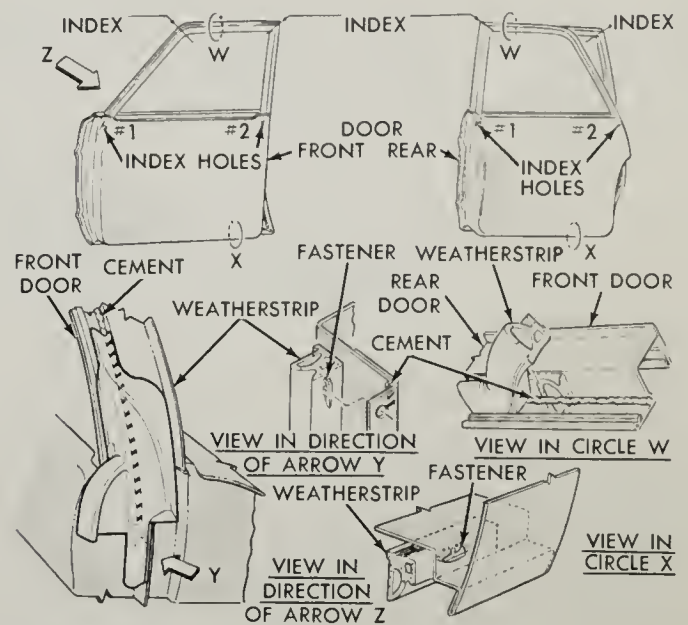 INDEX
W
INDEX
W
INDEX
Z
#1
#2
DOOR
FRONT REAR
#1
#2
INDEX HOLES
INDEX
HOLES
X
X
FRONT
DOOR
CEMENT
FASTENER
WEATHERSTRIP
REAR
DOOR
FRONT DOOR
WEATHERSTRIP
CEMENT
VIEW IN DIRECTION
OF ARROW Y
VIEW IN CIRCLE W
WEATHERSTRIP
FASTENER
Y
VIEW IN
DIRECTION
OF ARROW Z
VIEW IN
CIRCLE X